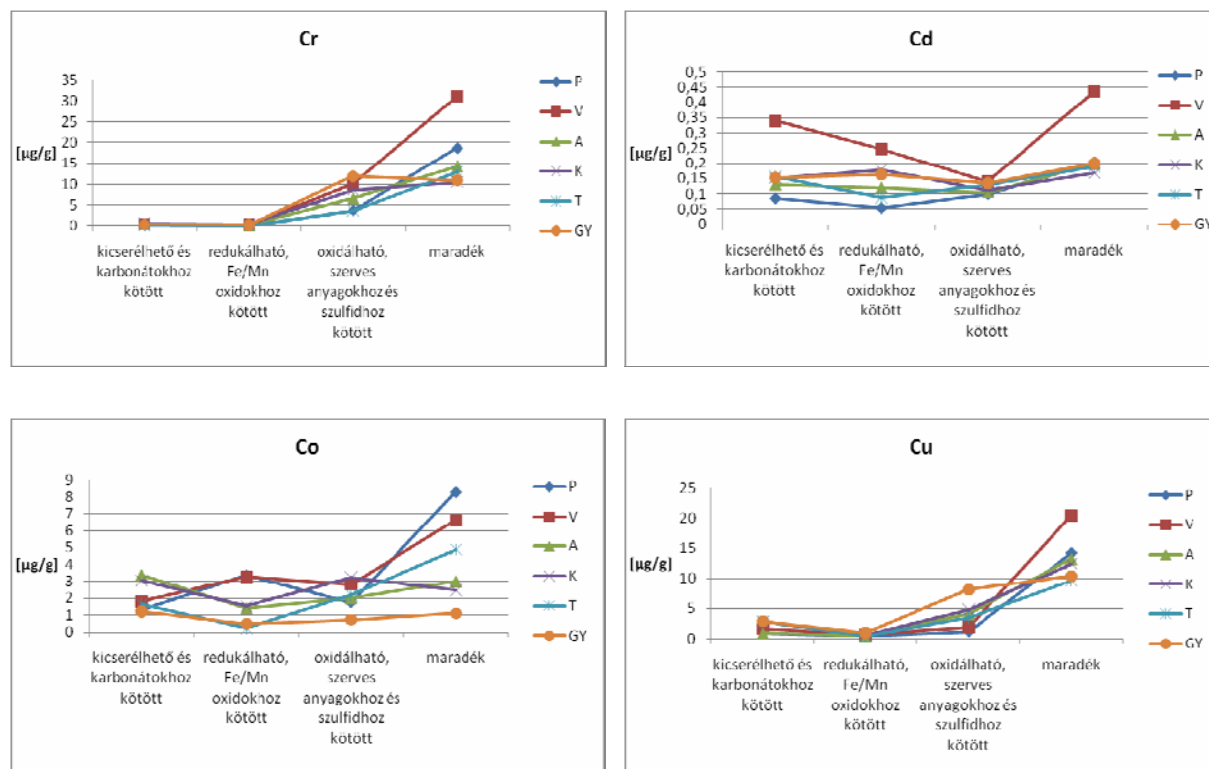 Cr
35
30
25
20
15
10
5
0
[µg/g]
kicserélhető és
karbonátokhoz
kötött
redukálható,
Fe/Mn
oxidokhoz
kötött
oxidálható,
szerves
anyagokhoz és
szulfidhoz
kötött
maradék
P
V
A
K
T
GY
Cd
0,5
0,45
0,4
0,35
0,3
0,25
0,2
0,15
0,1
0,05
0
[µg/g]
kicserélhető és
karbonátokhoz
kötött
redukálható,
Fe/Mn
oxidokhoz
kötött
oxidálható,
szerves
anyagokhoz és
szulfidhoz
kötött
maradék
P
V
A
K
T
GY
Co
9
8
7
6
5
4
3
2
1
0
[µg/g]
kicserélhető és
karbonátokhoz
kötött
redukálható,
Fe/Mn
oxidokhoz
kötött
oxidálható,
szerves
anyagokhoz és
szulfidhoz
kötött
maradék
P
V
A
K
T
GY
Cu
25
20
15
10
5
0
[µg/g]
kicserélhető és
karbonátokhoz
kötött
redukálható,
Fe/Mn
oxidokhoz
kötött
oxidálható,
szerves
anyagokhoz és
szulfidhoz
kötött
maradék
P
V
A
K
T
GY